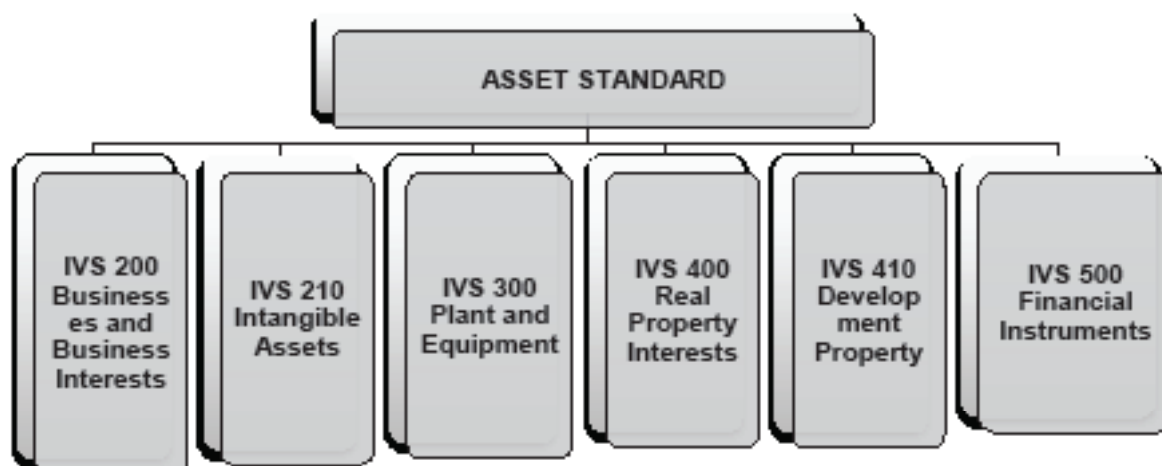 ASSET STANDARD
IVS 200
Business
es and
Business
Interests
IVS 210
Intangible
Assets
IVS 300
Plant and
Equipment
IVS 400
Real
Property
Interests
IVS 410
Develop
ment
Property
IVS 500
Financial
Instruments